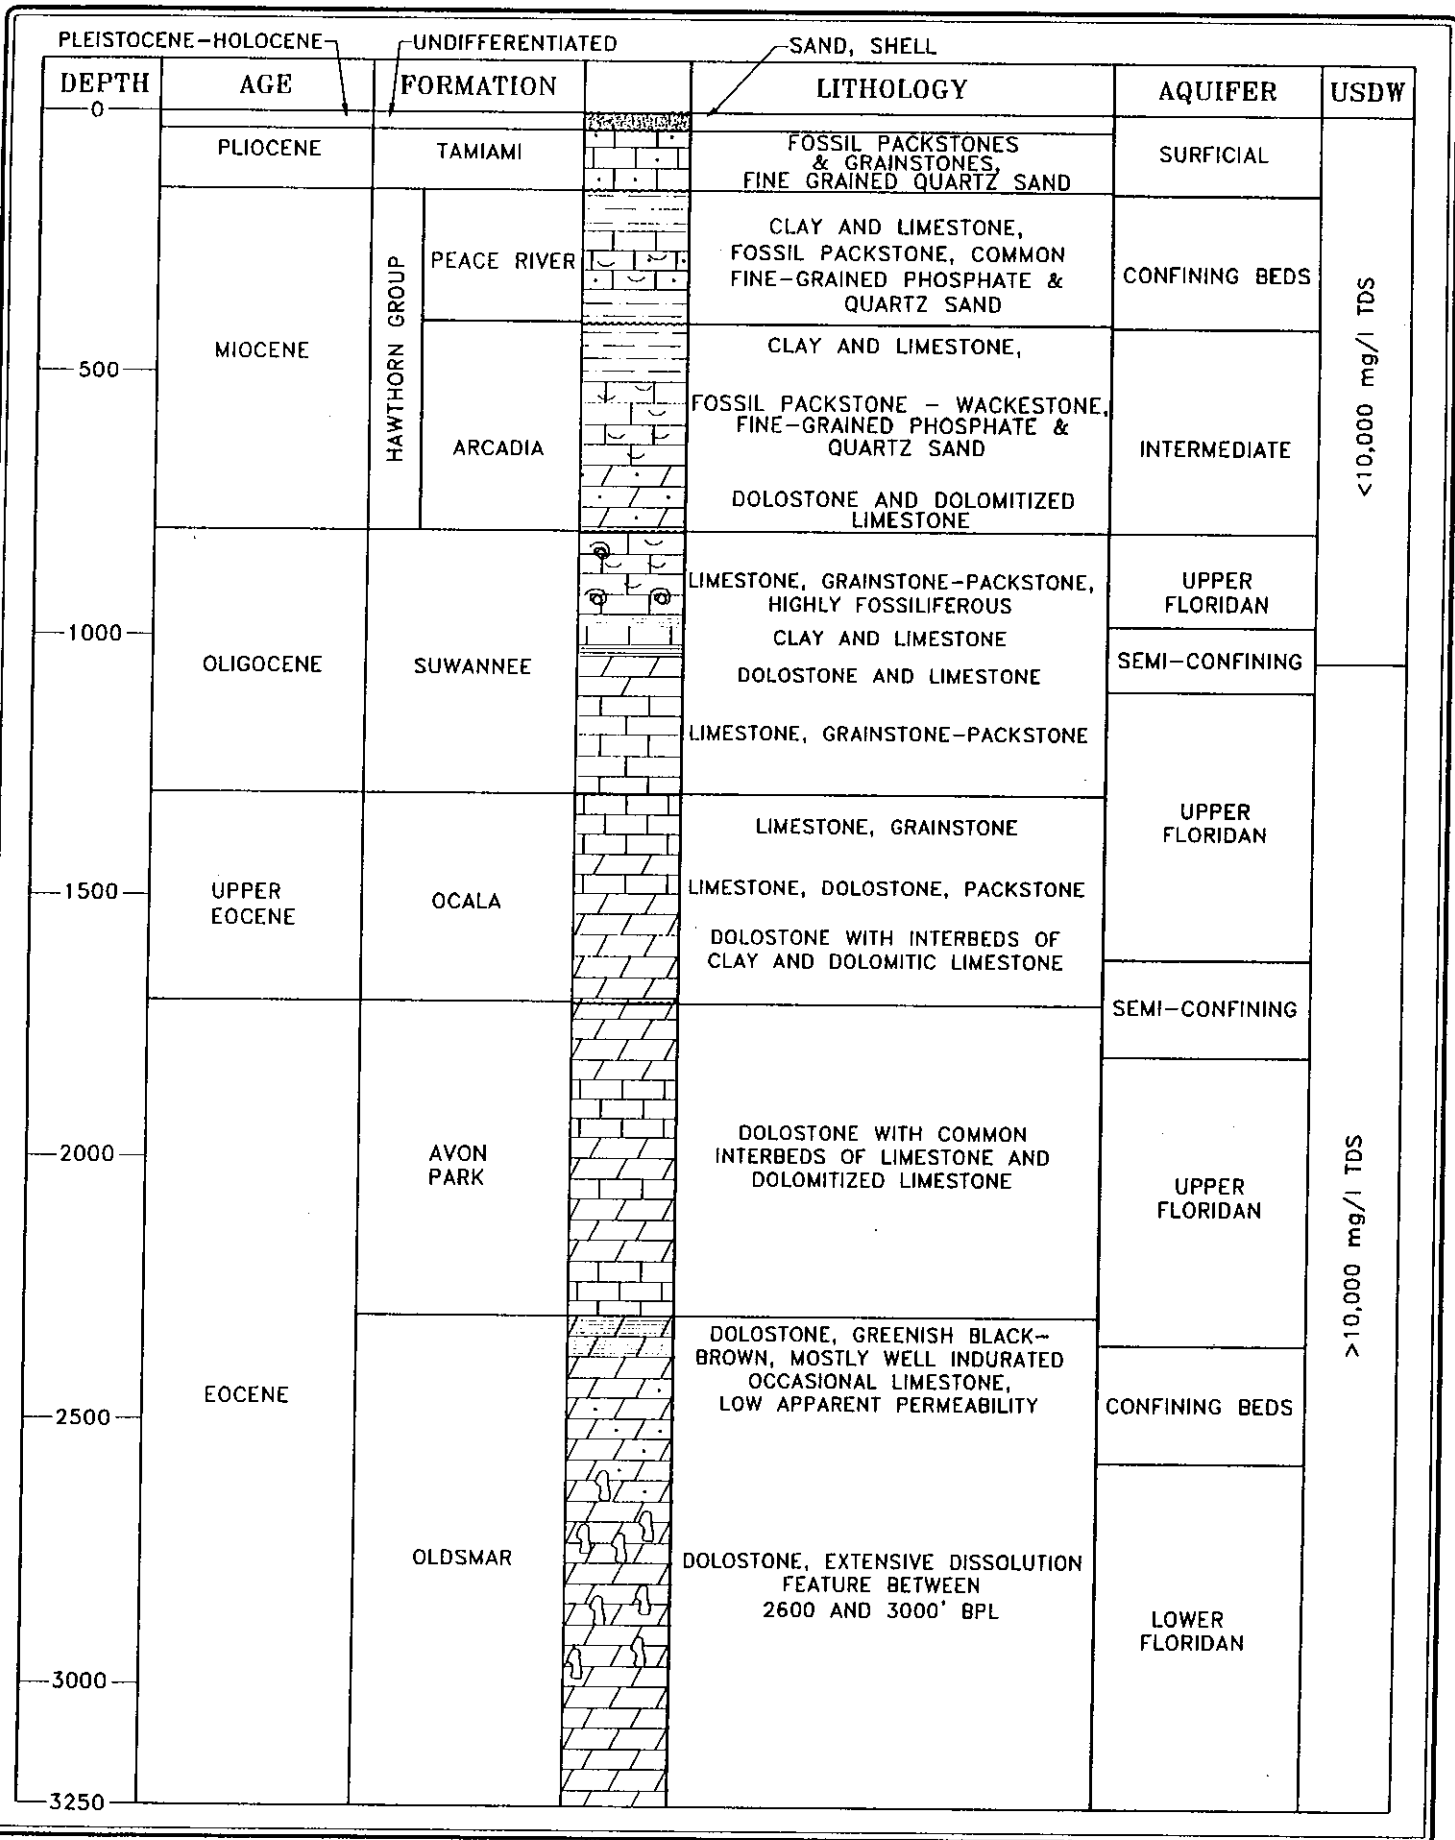 PLEISTOCENE-HOLOCENE
UNDIFFERENTIATED
SAND, SHELL
DEPTH
AGE
FORMATION
LITHOLOGY
AQUIFER
USDW
0
PLIOCENE
TAMIAMI
FOSSIL PACKSTONES
& GRAINSTONES,
FINE GRAINED QUARTZ SAND
SURFICIAL
HAWTHORN GROUP
PEACE RIVER
CLAY AND LIMESTONE,
FOSSIL PACKSTONE, COMMON
FINE-GRAINED PHOSPHATE &
QUARTZ SAND
CONFINING BEDS
<10,000 mg/l TDS
MIOCENE
500
ARCADIA
CLAY AND LIMESTONE,
FOSSIL PACKSTONE - WACKESTONE,
FINE-GRAINED PHOSPHATE &
QUARTZ SAND
DOLOSTONE AND DOLOMITIZED
LIMESTONE
INTERMEDIATE
LIMESTONE, GRAINSTONE-PACKSTONE,
HIGHLY FOSSILIFEROUS
UPPER
FLORIDAN
1000
CLAY AND LIMESTONE
OLIGOCENE
SUWANNEE
DOLOSTONE AND LIMESTONE
SEMI-CONFINING
LIMESTONE, GRAINSTONE-PACKSTONE
LIMESTONE, GRAINSTONE
UPPER
FLORIDAN
1500
UPPER
EOCENE
OCALA
LIMESTONE, DOLOSTONE, PACKSTONE
DOLOSTONE WITH INTERBEDS OF
CLAY AND DOLOMITIC LIMESTONE
SEMI-CONFINING
2000
AVON
PARK
DOLOSTONE WITH COMMON
INTERBEDS OF LIMESTONE AND
DOLOMITIZED LIMESTONE
UPPER
FLORIDAN
>10,000 mg/l TDS
EOCENE
DOLOSTONE, GREENISH BLACK-
BROWN, MOSTLY WELL INDURATED
OCCASIONAL LIMESTONE,
LOW APPARENT PERMEABILITY
CONFINING BEDS
2500
OLDSMAR
DOLOSTONE, EXTENSIVE DISSOLUTION
FEATURE BETWEEN
2600 AND 3000' BPL
LOWER
FLORIDAN
3000
3250